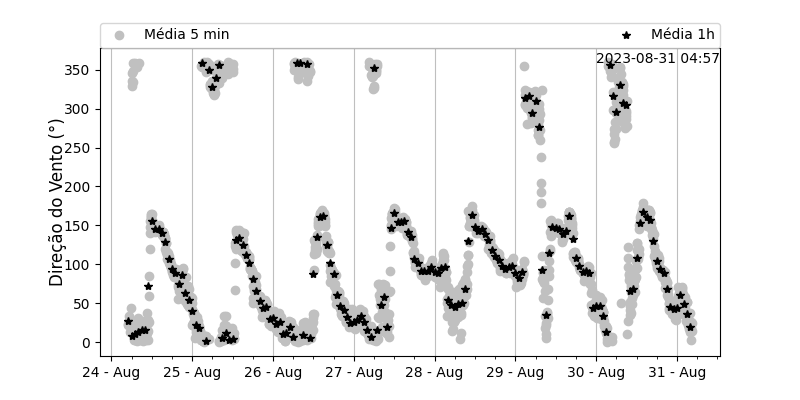 Média 5 min
Média 1h
2023-08-31 04:57
Direção do Vento (°)
350
300
250
200
150
100
50
0
24 - Aug
25 - Aug
26 - Aug
27 - Aug
28 - Aug
29 - Aug
30 - Aug
31 - Aug